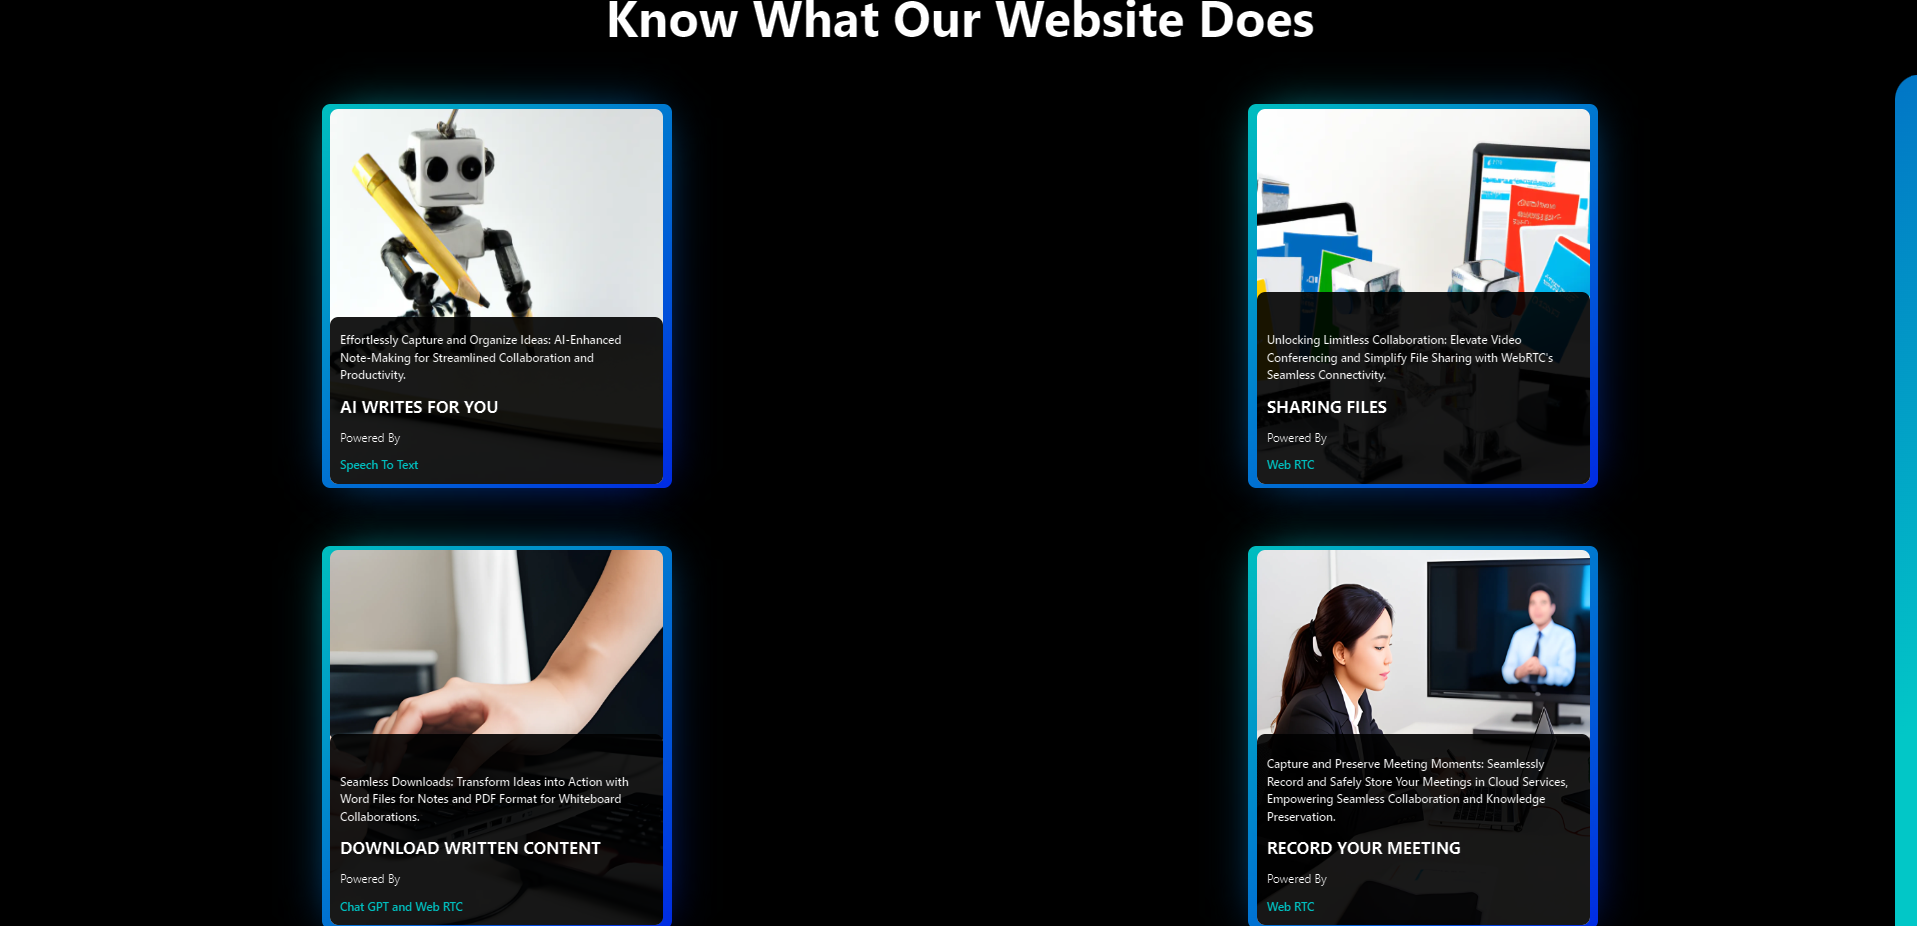 Know What Our Website Does
Effortlessly Capture and Organize Ideas: AI-Enhanced
Note-Making for Streamlined Collaboration and
Productivity.
AI WRITES FOR YOU
Powered By
Speech To Text
Unlocking Limitless Collaboration: Elevate Video
Conferencing and Simplify File Sharing with WebRTC's
Seamless Connectivity.
SHARING FILES
Powered By
Web RTC
Seamless Downloads: Transform Ideas into Action with
Word Files for Notes and PDF Format for Whiteboard
Collaborations.
DOWNLOAD WRITTEN CONTENT
Powered By
Chat GPT and Web RTC
Capture and Preserve Meeting Moments: Seamlessly
Record and Safely Store Your Meetings in Cloud Services,
Empowering Seamless Collaboration and Knowledge
Preservation.
RECORD YOUR MEETING
Powered By
Web RTC